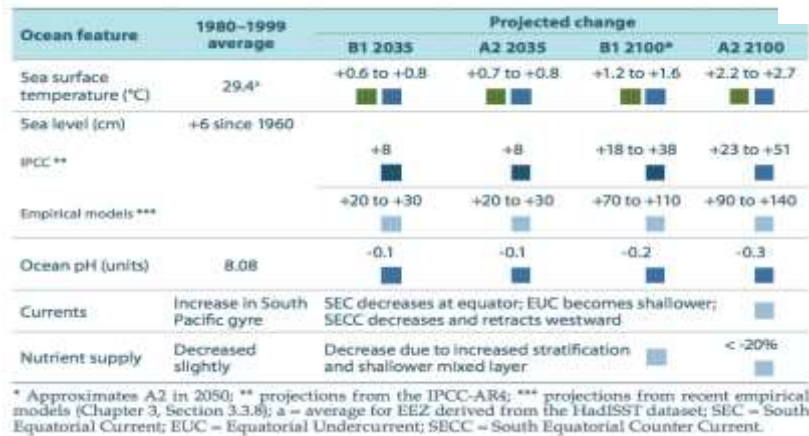 Ocean feature 1980–1999 average Projected change
B1 2035 A2 2035 B1 2100* A2 2100
Sea surface temperature (°C) 29.4ᵃ +0.6 to +0.8 +0.7 to +0.8 +1.2 to +1.6 +2.2 to +2.7
Sea level (cm) +6 since 1960
IPCC ** +8 +8 +18 to +38 +23 to +51
Empirical models *** +20 to +30 +20 to +30 +70 to +110 +90 to +140
Ocean pH (units) 8.08 -0.1 -0.1 -0.2 -0.3
Currents Increase in South Pacific gyre SEC decreases at equator; EUC becomes shallower; SECC decreases and retracts westward
Nutrient supply Decreased slightly Decrease due to increased stratification and shallower mixed layer < -20%
* Approximates A2 in 2050; ** projections from the IPCC-AR4; *** projections from recent empirical
models (Chapter 3, Section 3.3.8); a = average for EEZ derived from the HadISST dataset; SEC = South
Equatorial Current; EUC = Equatorial Undercurrent; SECC = South Equatorial Counter Current.